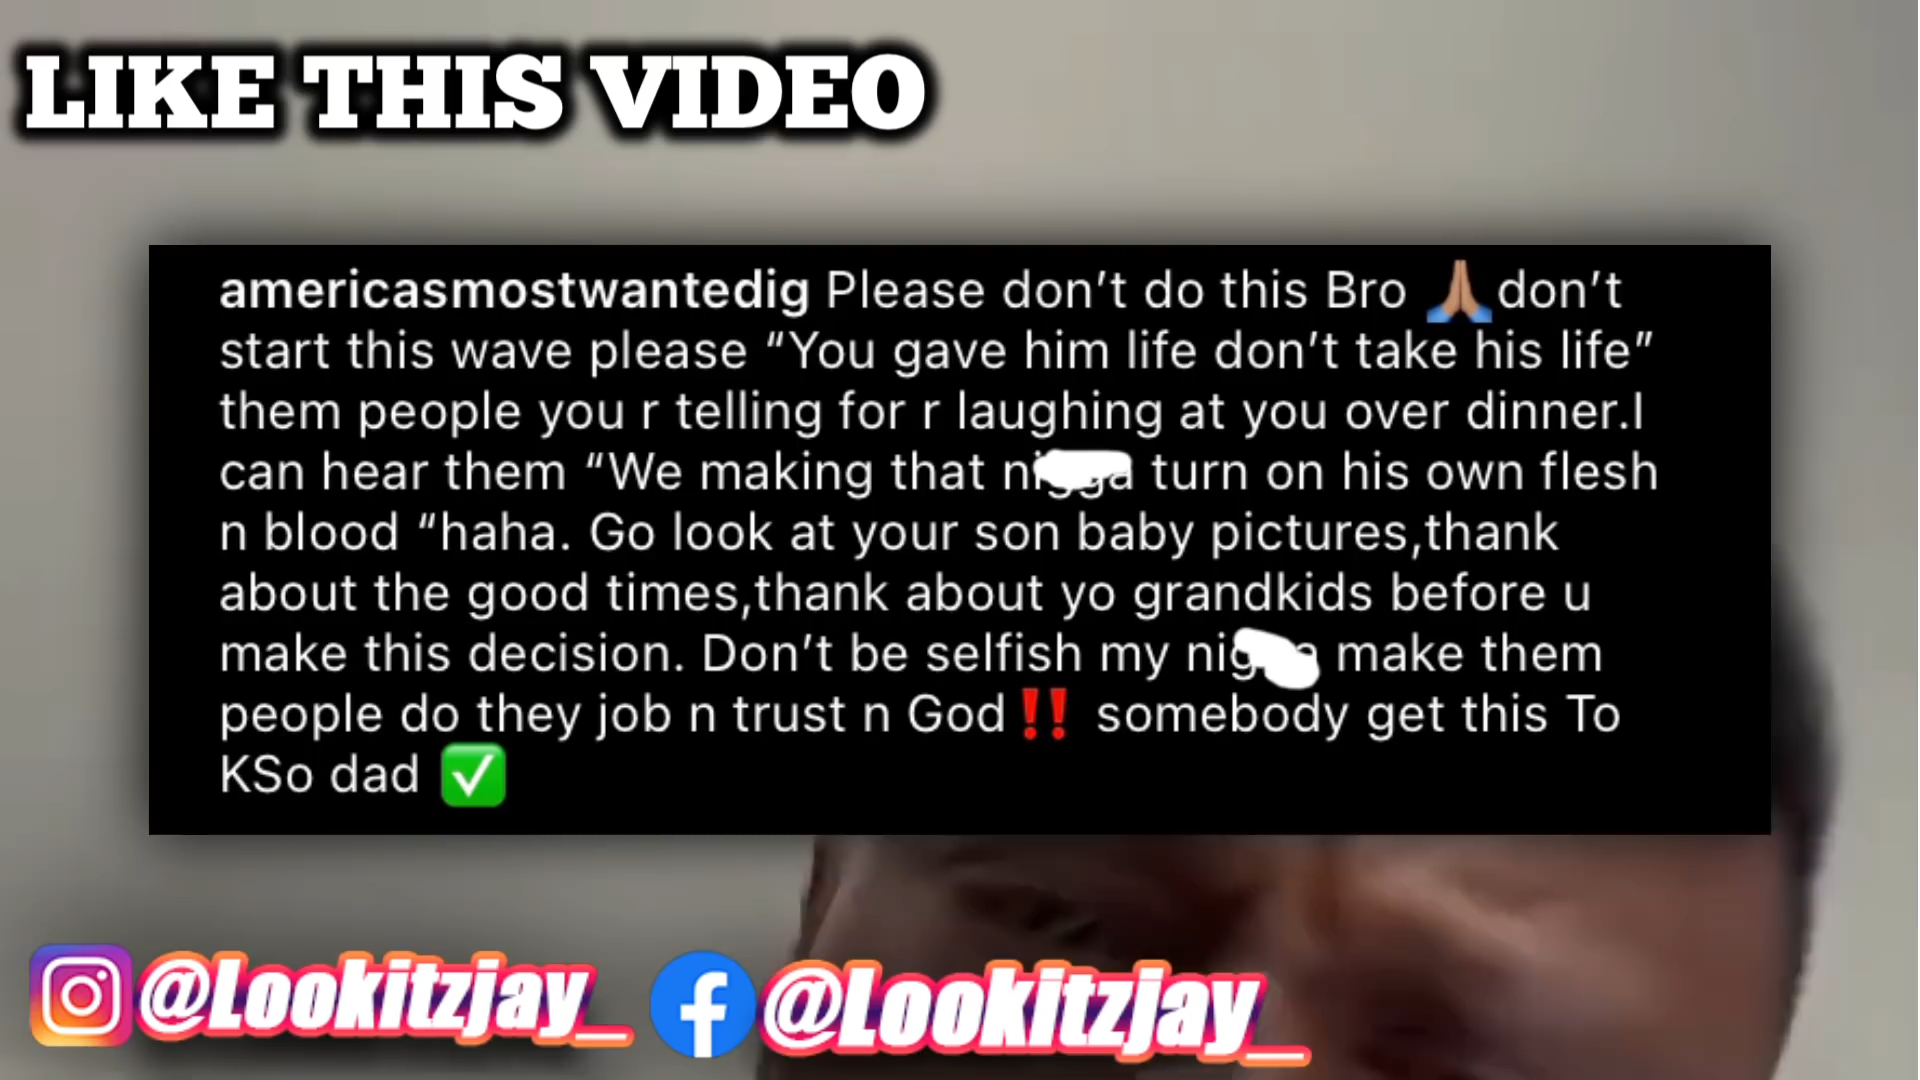 LIKE THIS VIDEO
americasmostwantedig Please don’t do this Bro 🙏🏽don’t
start this wave please “You gave him life don’t take his life”
them people you r telling for r laughing at you over dinner.I
can hear them “We making that nigga turn on his own flesh
n blood “haha. Go look at your son baby pictures,thank
about the good times,thank about yo grandkids before u
make this decision. Don’t be selfish my nigga make them
people do they job n trust n God‼️ somebody get this To
KSo dad ✅
@Lookitzjay_ @Lookitzjay_